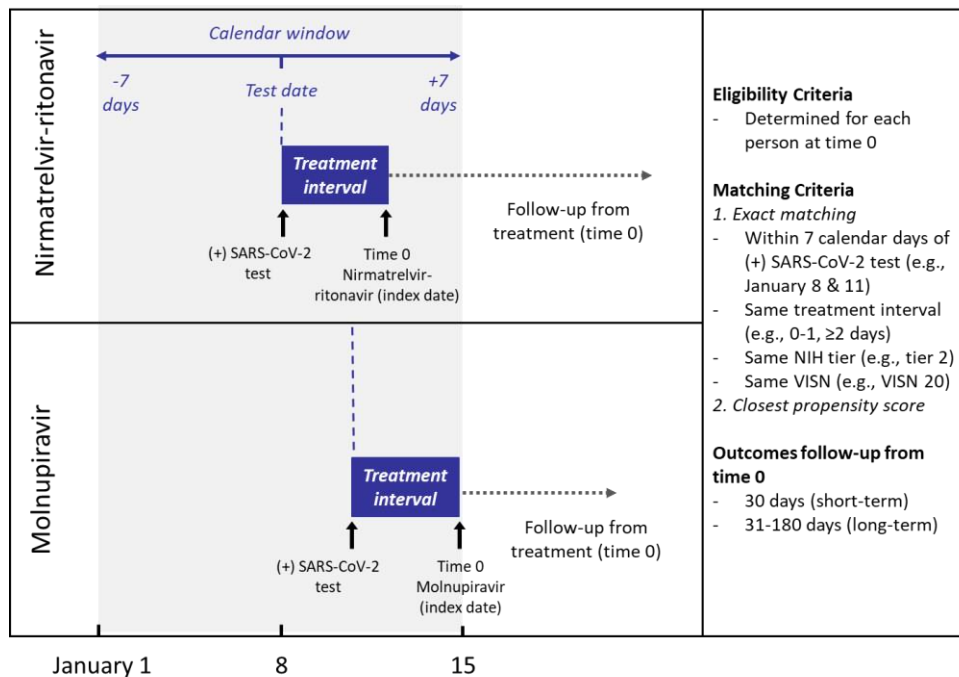 Nirmatrelvir-ritonavir
Calendar window
-7
days
Test date
+7
days
Treatment
interval
(+) SARS-CoV-2
test
Time 0
Nirmatrelvir-
ritonavir (index date)
Follow-up from
treatment (time 0)
Molnupiravir
Treatment
interval
(+) SARS-CoV-2
test
Time 0
Molnupiravir
(index date)
Follow-up from
treatment (time 0)
January 1
8
15
Eligibility Criteria
- Determined for each
person at time 0
Matching Criteria
1. Exact matching
- Within 7 calendar days of
(+) SARS-CoV-2 test (e.g.,
January 8 & 11)
- Same treatment interval
(e.g., 0-1, ≥2 days)
- Same NIH tier (e.g., tier 2)
- Same VISN (e.g., VISN 20)
2. Closest propensity score
Outcomes follow-up from
time 0
- 30 days (short-term)
- 31-180 days (long-term)